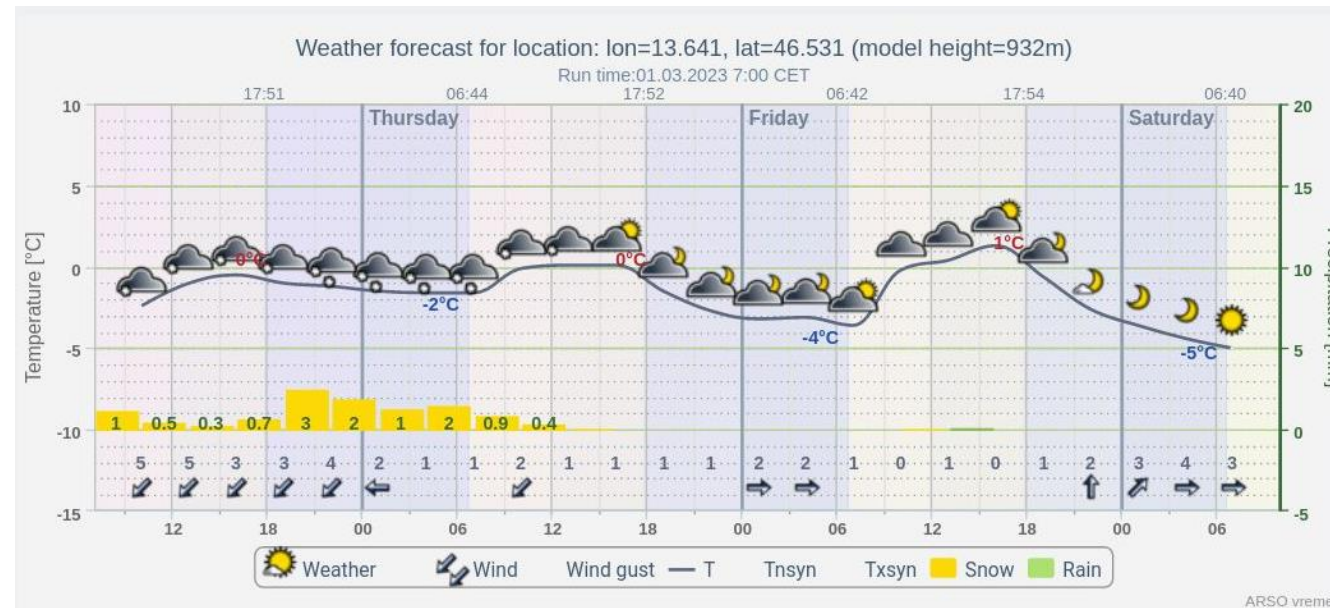 Weather forecast for location: lon=13.641, lat=46.531 (model height=932m)
Run time:01.03.2023 7:00 CET
17:51 06:44 17:52 06:42 17:54 06:40
10 20
Thursday Friday Saturday
5 15
0°C 0°C 1°C
0 10
-2°C -4°C -5°C
-5 5
Temperature [°C]
1 0.5 0.3 0.7 3 2 1 2 0.9 0.4
-10 0
5 5 3 3 4 2 1 1 2 1 1 1 1 2 2 1 0 1 0 1 2 3 4 3
-15 -5
12 18 00 06 12 18 00 06 12 18 00 06
Weather Wind Wind gust T Tnsyn Txsyn Snow Rain
ARSO vreme